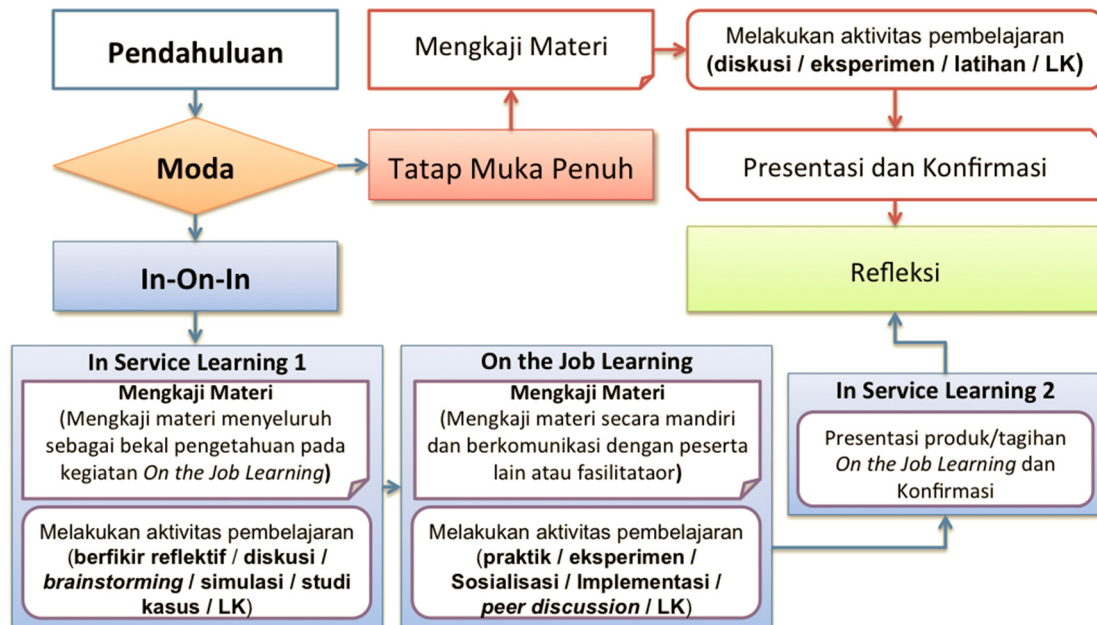 Pendahuluan
Moda
Tatap Muka Penuh
Mengkaji Materi
Melakukan aktivitas pembelajaran
(diskusi / eksperimen / latihan / LK)
Presentasi dan Konfirmasi
Refleksi
In-On-In
In Service Learning 1
Mengkaji Materi
(Mengkaji materi menyeluruh
sebagai bekal pengetahuan pada
kegiatan On the Job Learning)
Melakukan aktivitas pembelajaran
(berfikir reflektif / diskusi /
brainstorming / simulasi / studi
kasus / LK)
On the Job Learning
Mengkaji Materi
(Mengkaji materi secara mandiri
dan berkomunikasi dengan peserta
lain atau fasilitataor)
Melakukan aktivitas pembelajaran
(praktik / eksperimen /
Sosialisasi / Implementasi /
peer discussion / LK)
In Service Learning 2
Presentasi produk/tagihan
On the Job Learning dan
Konfirmasi